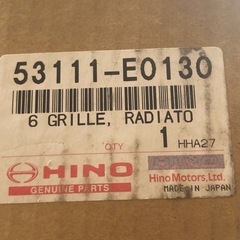 53111-E0130
6 GRILLE, RADIATO
QTY 1 HHA27
HINO
GENUINE PARTS
Hino Motors, Ltd.
MADE IN JAPAN